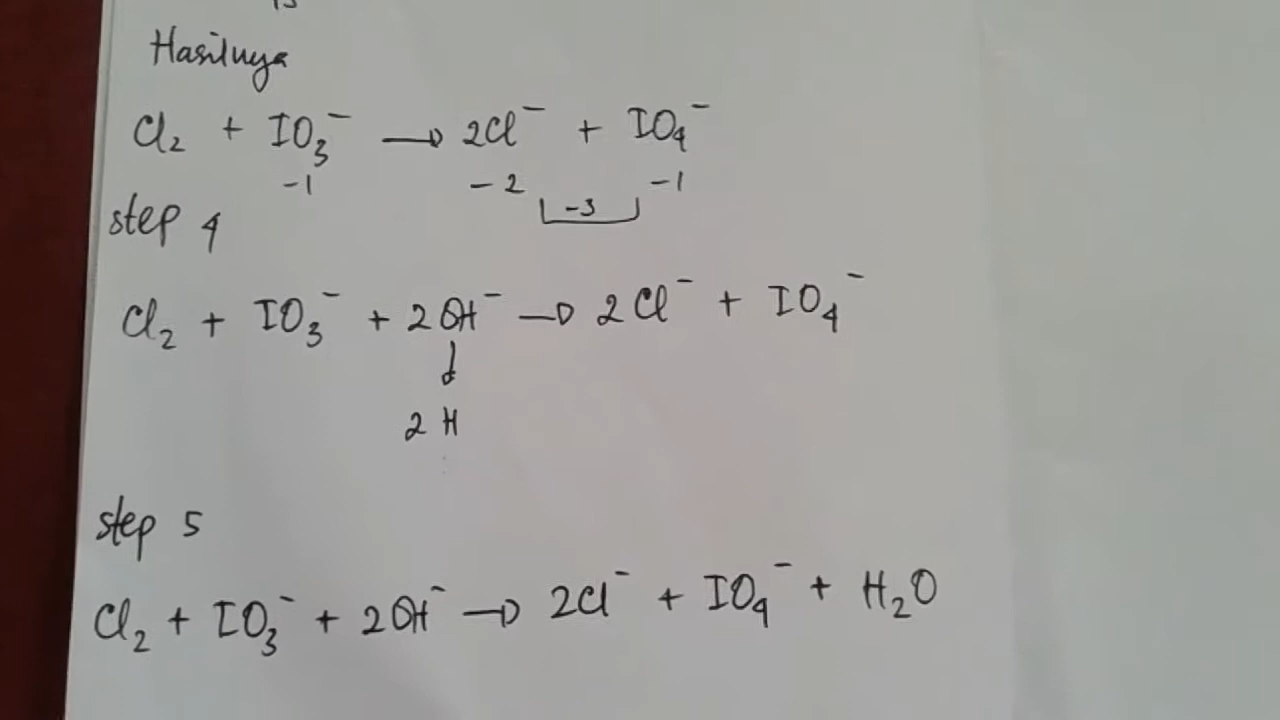 Hasilnya
Cl₂ + IO₃⁻ → 2Cl⁻ + IO₄⁻
-1 -2 -1
-3
step 4
Cl₂ + IO₃⁻ + 2OH⁻ → 2Cl⁻ + IO₄⁻
↓
2 H
step 5
Cl₂ + IO₃⁻ + 2OH⁻ → 2Cl⁻ + IO₄⁻ + H₂O